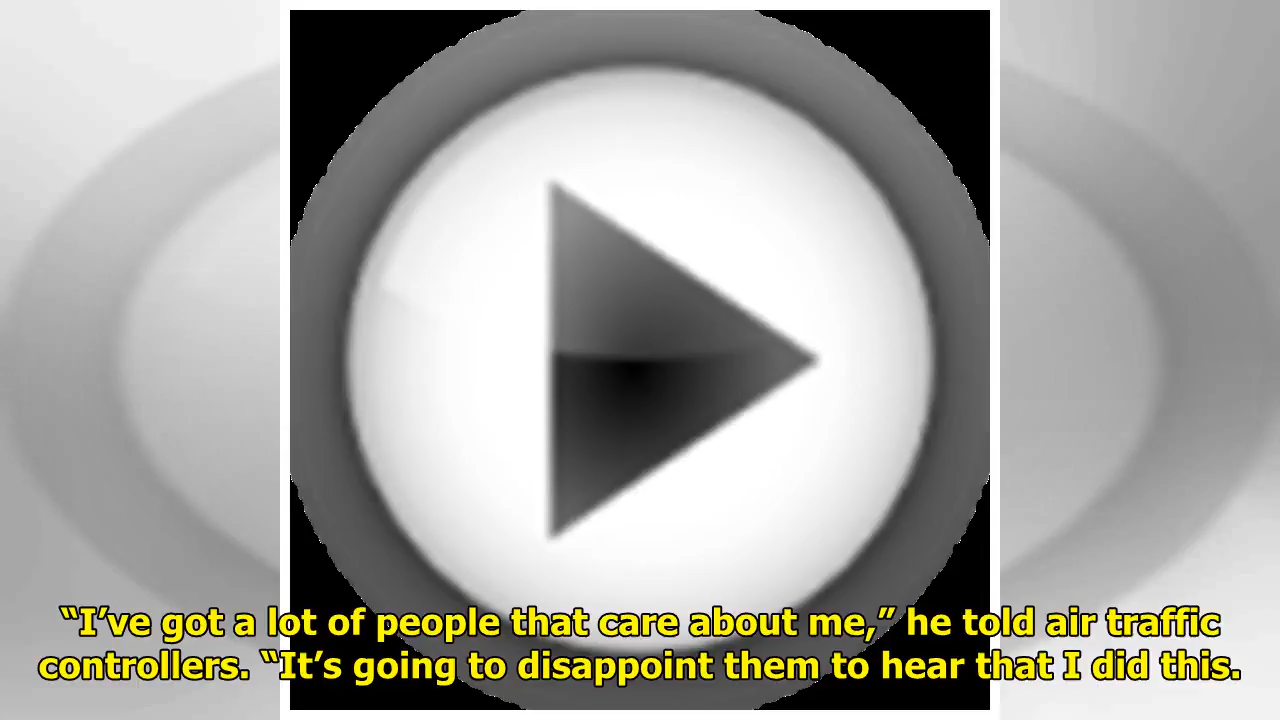 “I’ve got a lot of people that care about me,” he told air traffic
controllers. “It’s going to disappoint them to hear that I did this.